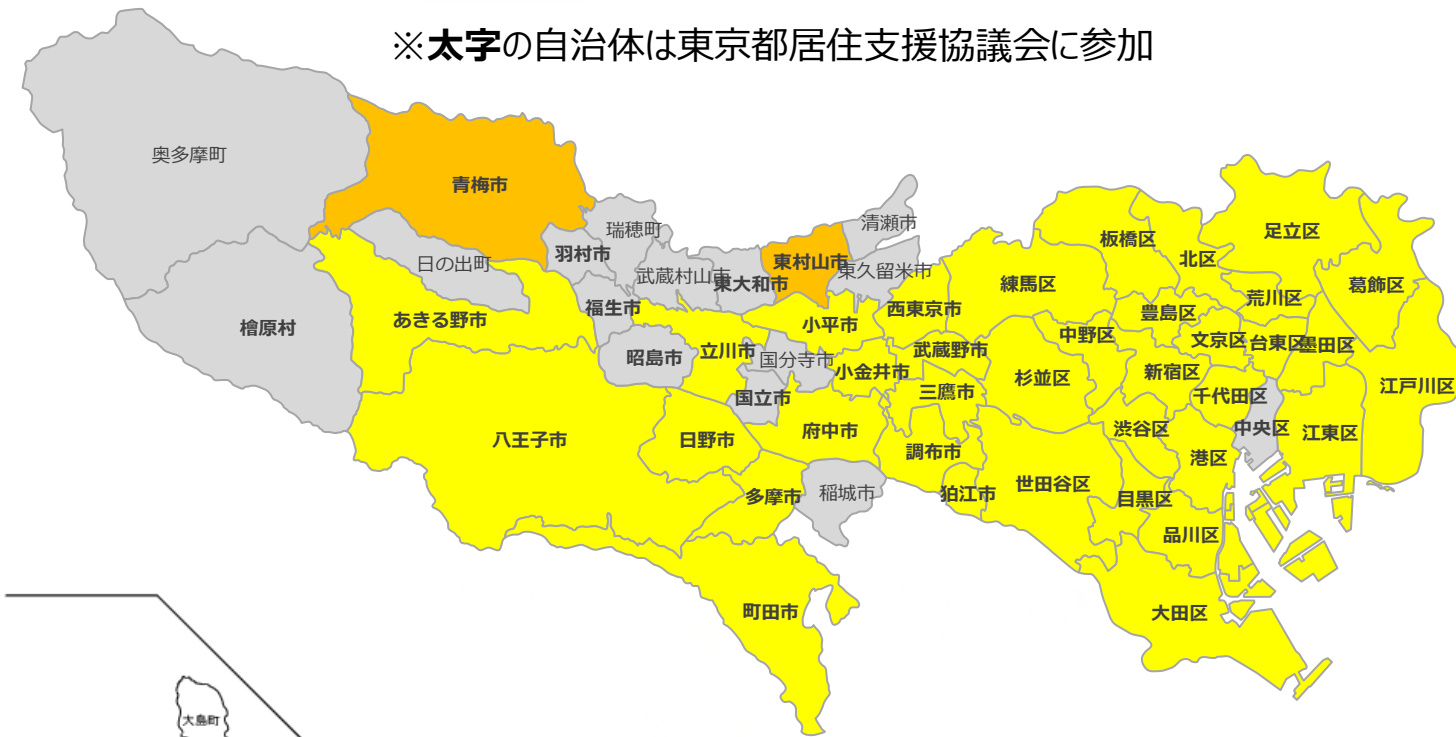 ※太字の自治体は東京都居住支援協議会に参加
奥多摩町
青梅市
瑞穂町
清瀬市
羽村市
日の出町
武蔵村山市
東大和市
東村山市
東久留米市
板橋区
足立区
北区
練馬区
荒川区
葛飾区
檜原村
あきる野市
福生市
昭島市
立川市
小平市
西東京市
国分寺市
小金井市
武蔵野市
豊島区
中野区
文京区
台東区
墨田区
三鷹市
杉並区
新宿区
千代田区
江戸川区
国立市
八王子市
日野市
府中市
調布市
渋谷区
港区
中央区
江東区
多摩市
稲城市
狛江市
世田谷区
目黒区
品川区
町田市
大田区
大島町